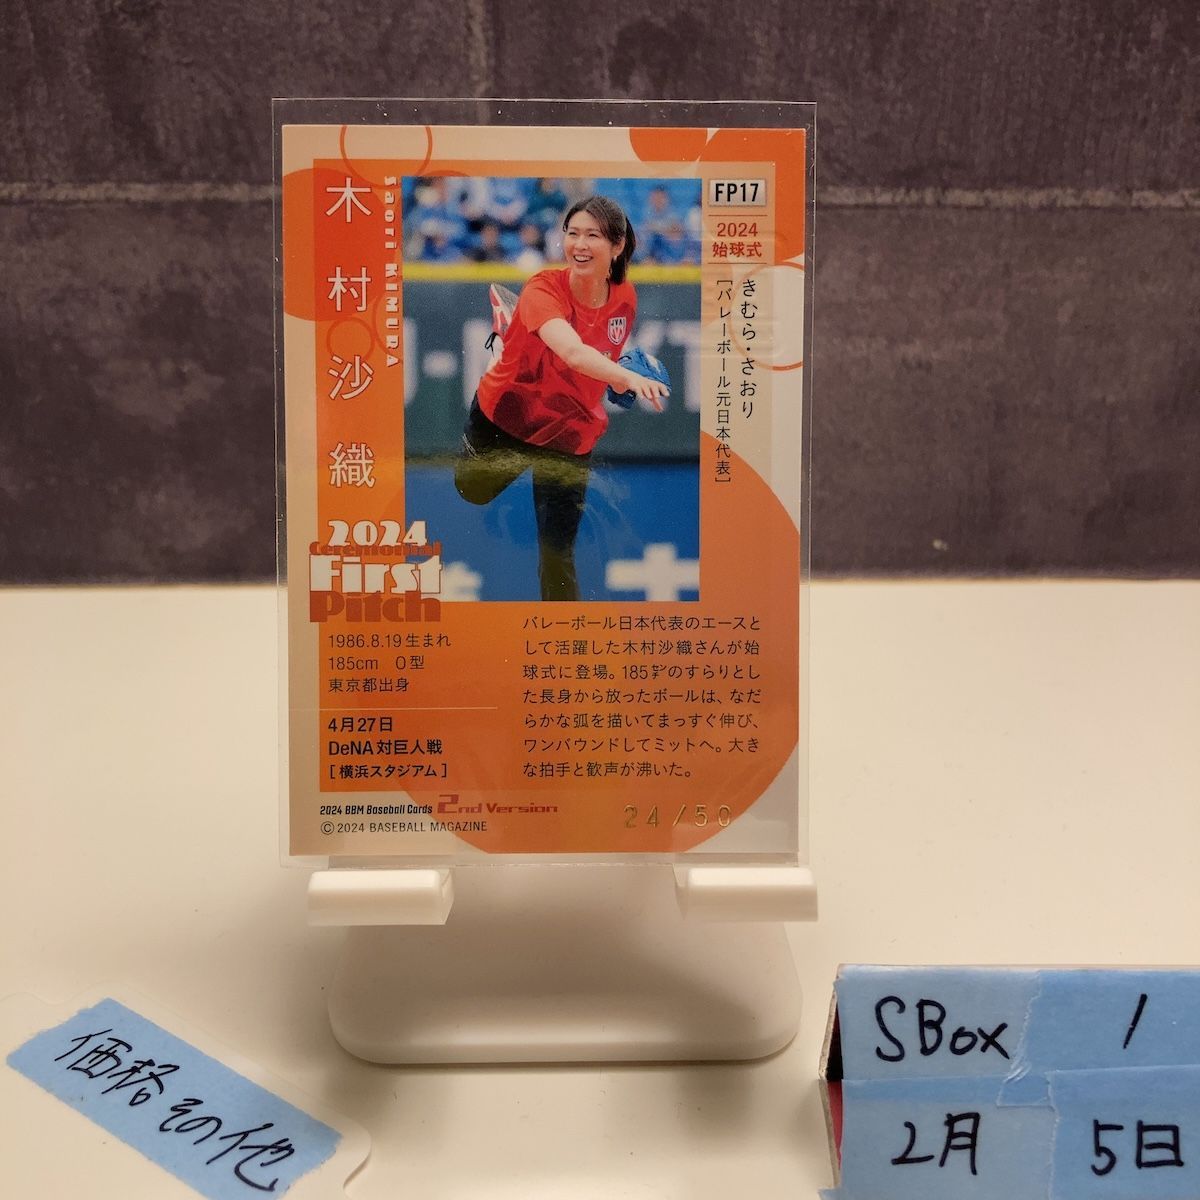 木村沙織
Saori KIMURA
FP17
2024
始球式
きむら・さおり
[バレーボール元日本代表]
JVA
2024
Ceremonial
First
Pitch
1986.8.19生まれ
185cm O型
東京都出身
4月27日
DeNA対巨人戦
[横浜スタジアム]
バレーボール日本代表のエースと
して活躍した木村沙織さんが始
球式に登場。185㌢のすらりとし
た長身から放ったボールは、なだ
らかな弧を描いてまっすぐ伸び、
ワンバウンドしてミットへ。大き
な拍手と歓声が沸いた。
2024 BBM Baseball Cards 2nd Version
©2024 BASEBALL MAGAZINE
24/50
価格その他
SBox 1
2月 5日